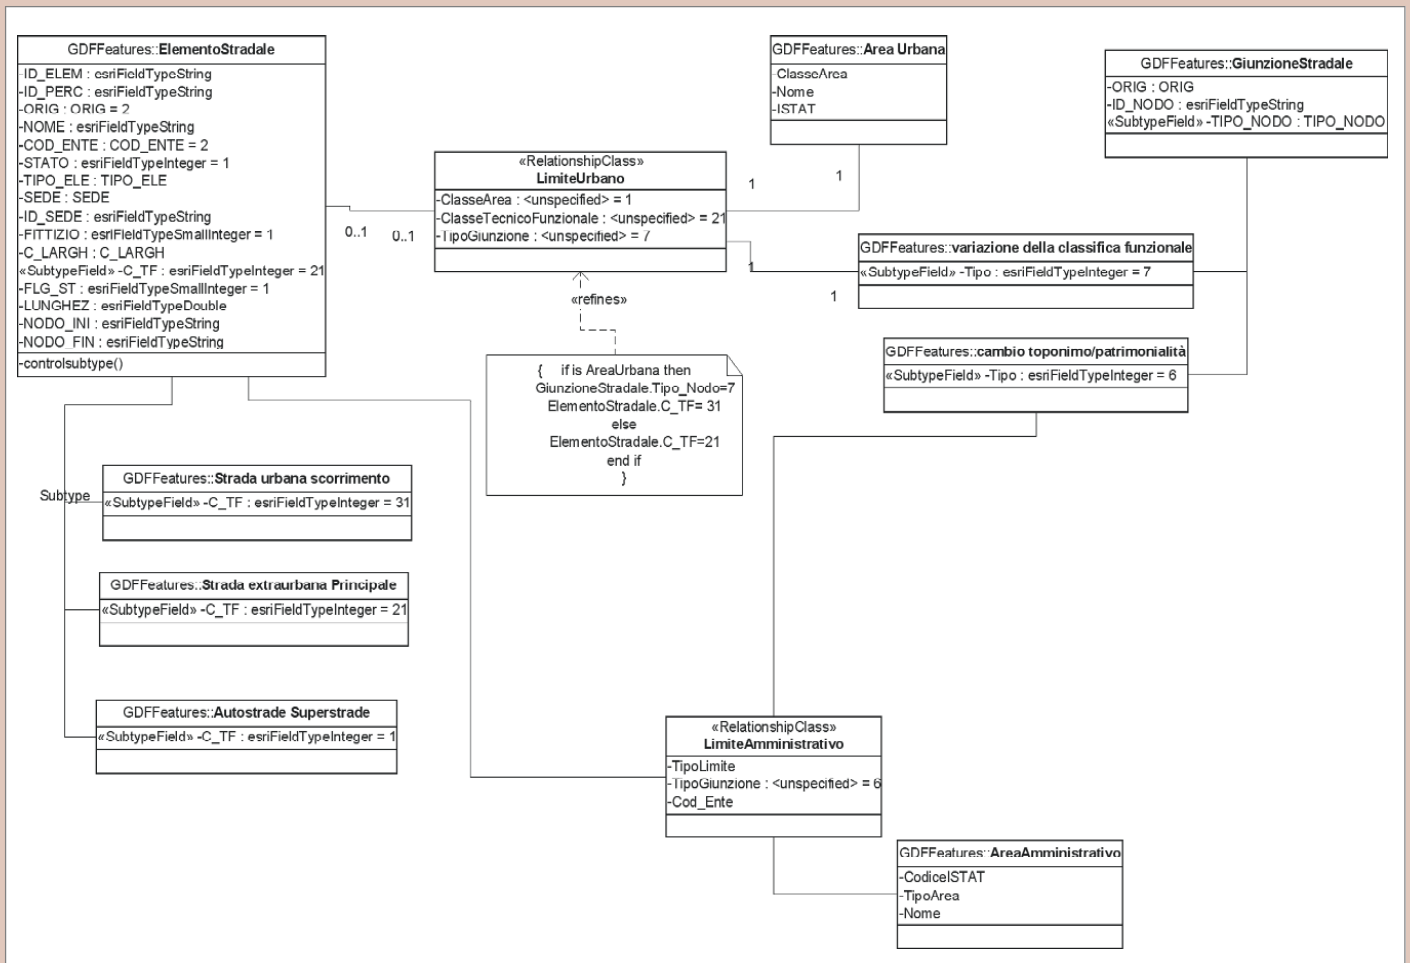 GDFFeatures::ElementoStradale
-ID_ELEM : esriFieldTypeString
-ID_PERC : esriFieldTypeString
-ORIG : ORIG = 2
-NOME : esriFieldTypeString
-COD_ENTE : COD_ENTE = 2
-STATO : esriFieldTypeInteger = 1
-TIPO_ELE : TIPO_ELE
-SEDE : SEDE
-ID_SEDE : esriFieldTypeString
-FITTIZIO : esriFieldTypeSmallInteger = 1
-C_LARGH : C_LARGH
«SubtypeField» -C_TF : esriFieldTypeInteger = 21
-FLG_ST : esriFieldTypeSmallInteger = 1
-LUNGHEZ : esriFieldTypeDouble
-NODO_INI : esriFieldTypeString
-NODO_FIN : esriFieldTypeString
-controlsubtype()
0..1
0..1
«RelationshipClass»
LimiteUrbano
-ClasseArea : <unspecified> = 1
-ClasseTecnicoFunzionale : <unspecified> = 21
-TipoGiunzione : <unspecified> = 7
GDFFeatures::Area Urbana
-ClasseArea
-Nome
-ISTAT
1
1
GDFFeatures::GiunzioneStradale
-ORIG : ORIG
-ID_NODO : esriFieldTypeString
«SubtypeField» -TIPO_NODO : TIPO_NODO
GDFFeatures::variazione della classifica funzionale
«SubtypeField» -Tipo : esriFieldTypeInteger = 7
1
1
GDFFeatures::cambio toponimo/patrimonialità
«SubtypeField» -Tipo : esriFieldTypeInteger = 6
«refines»
{ if is AreaUrbana then
GiunzioneStradale.Tipo_Nodo=7
ElementoStradale.C_TF= 31
else
ElementoStradale.C_TF=21
end if
}
Subtype
GDFFeatures::Strada urbana scorrimento
«SubtypeField» -C_TF : esriFieldTypeInteger = 31
GDFFeatures::Strada extraurbana Principale
«SubtypeField» -C_TF : esriFieldTypeInteger = 21
GDFFeatures::Autostrade Superstrade
«SubtypeField» -C_TF : esriFieldTypeInteger = 1
«RelationshipClass»
LimiteAmministrativo
-TipoLimite
-TipoGiunzione : <unspecified> = 6
-Cod_Ente
GDFFeatures::AreaAmministrativo
-CodiceISTAT
-TipoArea
-Nome